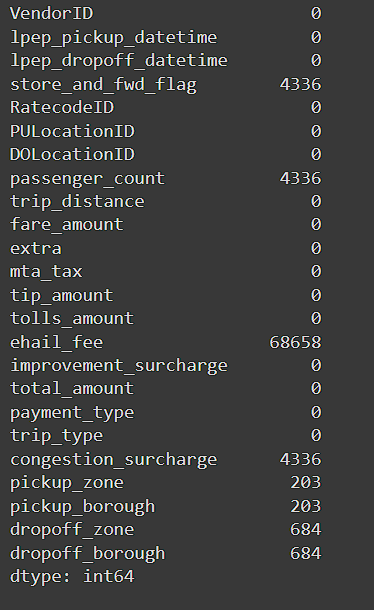 VendorID 0
lpep_pickup_datetime 0
lpep_dropoff_datetime 0
store_and_fwd_flag 4336
RatecodeID 0
PULocationID 0
DOLocationID 0
passenger_count 4336
trip_distance 0
fare_amount 0
extra 0
mta_tax 0
tip_amount 0
tolls_amount 0
ehail_fee 68658
improvement_surcharge 0
total_amount 0
payment_type 0
trip_type 0
congestion_surcharge 4336
pickup_zone 203
pickup_borough 203
dropoff_zone 684
dropoff_borough 684
dtype: int64